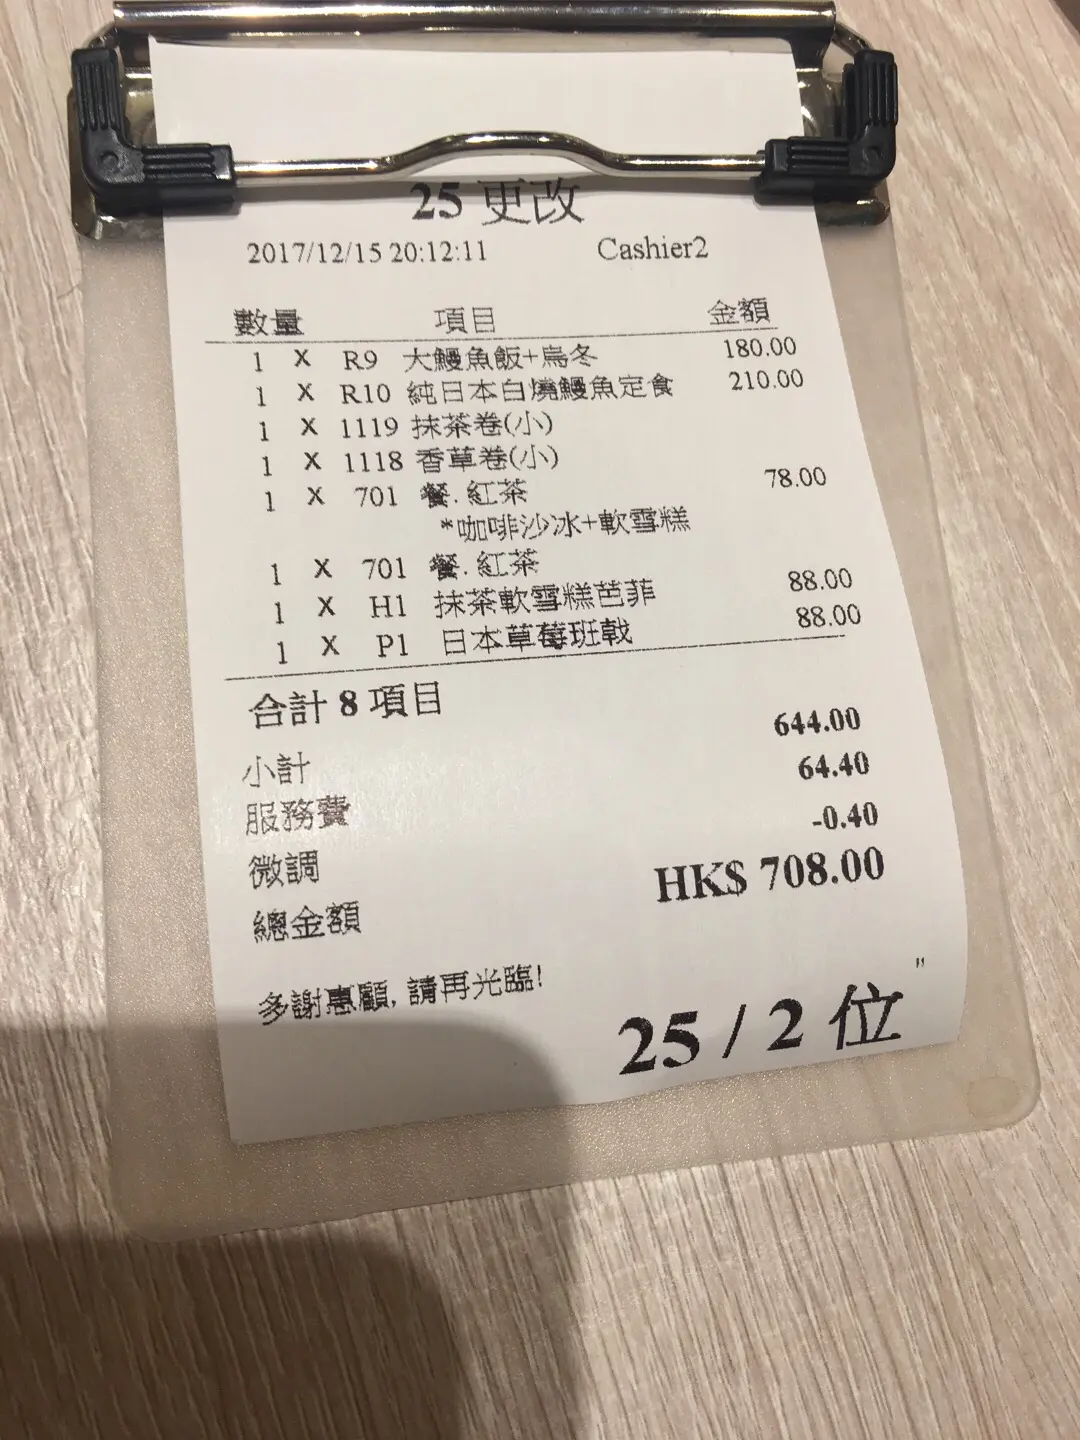 25 更改
2017/12/15 20:12:11 Cashier2
數量 項目 金額
1 X R9 大鰻魚飯+烏冬 180.00
1 X R10 純日本白燒鰻魚定食 210.00
1 X 1119 抹茶卷(小)
1 X 1118 香草卷(小)
1 X 701 餐.紅茶 78.00
*咖啡沙冰+軟雪糕
1 X 701 餐.紅茶
1 X H1 抹茶軟雪糕芭菲 88.00
1 X P1 日本草莓班戟 88.00
合計 8 項目
小計 644.00
服務費 64.40
微調 -0.40
總金額 HK$ 708.00
多謝惠顧, 請再光臨!
"
25 / 2 位